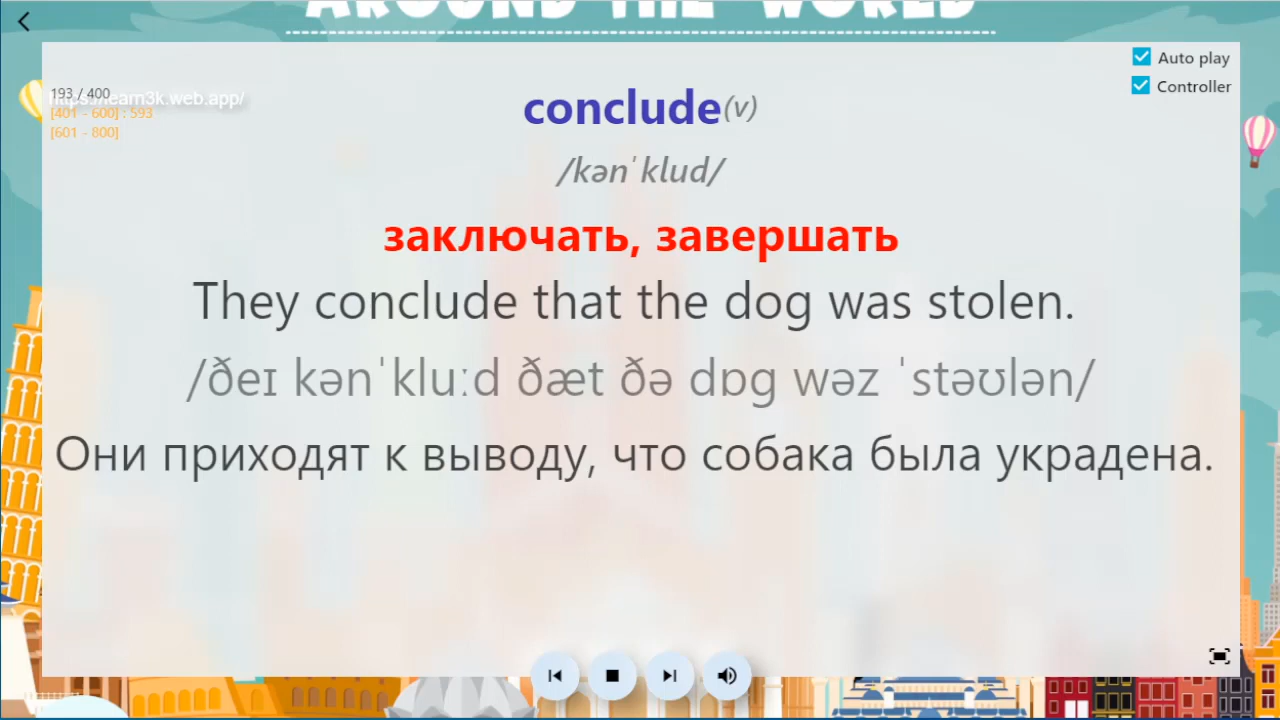 AROUND THE WORLD
Auto play
Controller
193 / 400
https://learn3k.web.app/
[401 - 600] : 593
[601 - 800]
conclude(v)
/kənˈklud/
заключать, завершать
They conclude that the dog was stolen.
/ðeɪ kənˈkluːd ðæt ðə dɒg wəz ˈstəʊlən/
Они приходят к выводу, что собака была украдена.